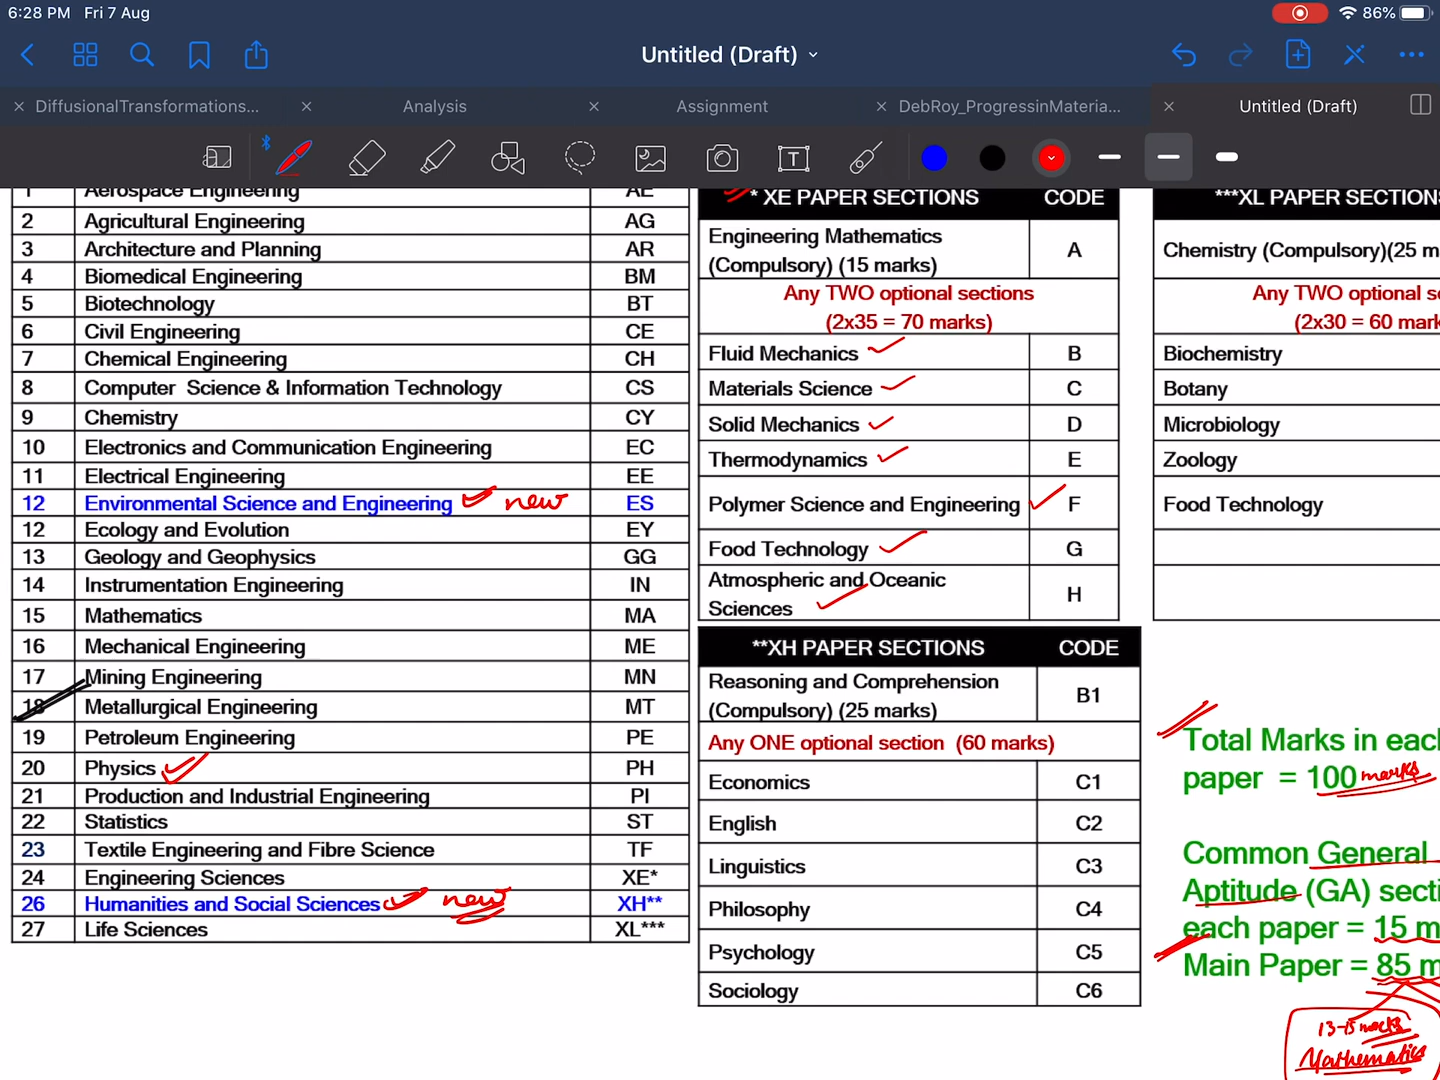 6:28 PM Fri 7 Aug
86%
Untitled (Draft)
DiffusionalTransformations...
Analysis
Assignment
DebRoy_ProgressinMateria...
Untitled (Draft)
1 Aerospace Engineering AE
2 Agricultural Engineering AG
3 Architecture and Planning AR
4 Biomedical Engineering BM
5 Biotechnology BT
6 Civil Engineering CE
7 Chemical Engineering CH
8 Computer Science & Information Technology CS
9 Chemistry CY
10 Electronics and Communication Engineering EC
11 Electrical Engineering EE
12 Environmental Science and Engineering new ES
12 Ecology and Evolution EY
13 Geology and Geophysics GG
14 Instrumentation Engineering IN
15 Mathematics MA
16 Mechanical Engineering ME
17 Mining Engineering MN
18 Metallurgical Engineering MT
19 Petroleum Engineering PE
20 Physics PH
21 Production and Industrial Engineering PI
22 Statistics ST
23 Textile Engineering and Fibre Science TF
24 Engineering Sciences XE*
26 Humanities and Social Sciences new XH**
27 Life Sciences XL***
* XE PAPER SECTIONS CODE
Engineering Mathematics
(Compulsory) (15 marks) A
Any TWO optional sections
(2x35 = 70 marks)
Fluid Mechanics B
Materials Science C
Solid Mechanics D
Thermodynamics E
Polymer Science and Engineering F
Food Technology G
Atmospheric and Oceanic
Sciences H
**XH PAPER SECTIONS CODE
Reasoning and Comprehension
(Compulsory) (25 marks) B1
Any ONE optional section (60 marks)
Economics C1
English C2
Linguistics C3
Philosophy C4
Psychology C5
Sociology C6
***XL PAPER SECTIONS
Chemistry (Compulsory)(25 m
Any TWO optional s
(2x30 = 60 mark
Biochemistry
Botany
Microbiology
Zoology
Food Technology
Total Marks in each
paper = 100 marks
Common General
Aptitude (GA) secti
each paper = 15 m
Main Paper = 85 m
13-15 marks
Mathematics